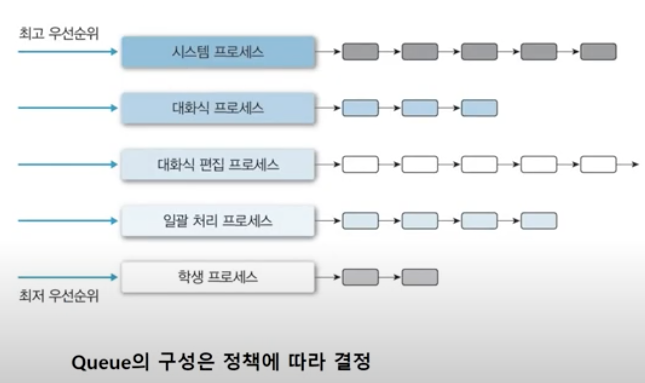 최고 우선순위
시스템 프로세스
대화식 프로세스
대화식 편집 프로세스
일괄 처리 프로세스
학생 프로세스
최저 우선순위
Queue의 구성은 정책에 따라 결정